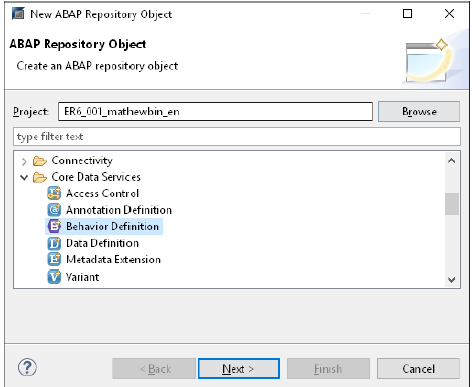 New ABAP Repository Object
ABAP Repository Object
Create an ABAP repository object
Project: ER6_001_mathewbin_en Browse
type filter text
Connectivity
Core Data Services
Access Control
Annotation Definition
Behavior Definition
Data Definition
Metadata Extension
Variant
? < Back Next > Finish Cancel